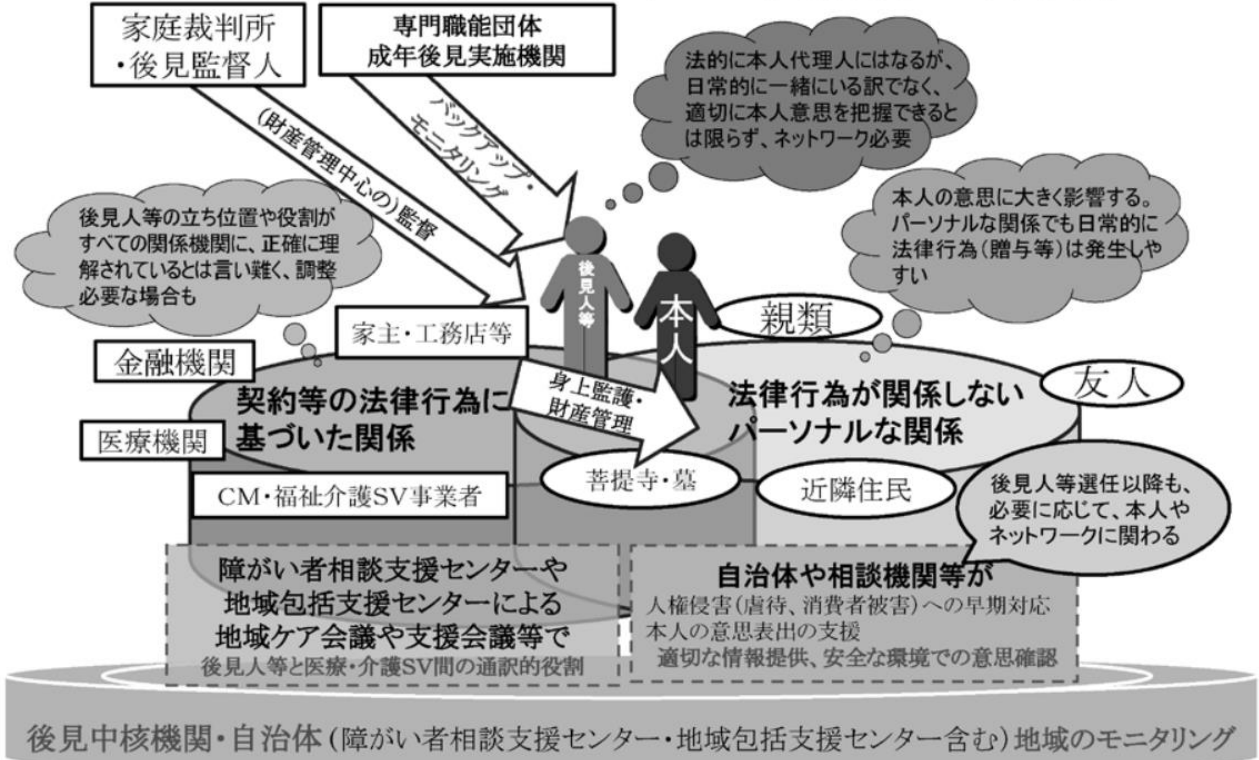 家庭裁判所
・後見監督人
専門職能団体
成年後見実施機関
法的に本人代理人にはなるが、
日常的に一緒にいる訳でなく、
適切に本人意思を把握できると
は限らず、ネットワーク必要
(財産管理中心の)監督
バックアップ・
モニタリング
後見人等の立ち位置や役割が
すべての関係機関に、正確に理
解されているとは言い難く、調整
必要な場合も
本人の意思に大きく影響する。
パーソナルな関係でも日常的に
法律行為(贈与等)は発生しや
すい
後見人等
本人
家主・工務店等
親類
金融機関
友人
契約等の法律行為に
基づいた関係
身上監護・
財産管理
法律行為が関係しない
パーソナルな関係
医療機関
CM・福祉介護SV事業者
菩提寺・墓
近隣住民
後見人等選任以降も、
必要に応じて、本人や
ネットワークに関わる
障がい者相談支援センターや
地域包括支援センターによる
地域ケア会議や支援会議等で
後見人等と医療・介護SV間の通訳的役割
自治体や相談機関等が
人権侵害(虐待、消費者被害)への早期対応
本人の意思表出の支援
適切な情報提供、安全な環境での意思確認
後見中核機関・自治体(障がい者相談支援センター・地域包括支援センター含む)地域のモニタリング